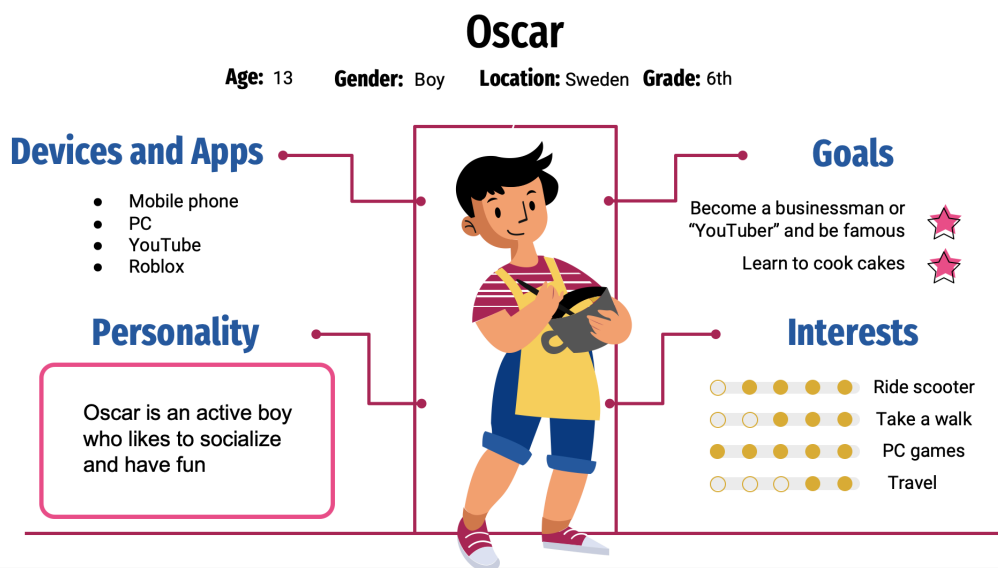 Oscar
Age: 13 Gender: Boy Location: Sweden Grade: 6th
Devices and Apps
● Mobile phone
● PC
● YouTube
● Roblox
Goals
Become a businessman or
“YouTuber” and be famous
Learn to cook cakes
Personality
Oscar is an active boy
who likes to socialize
and have fun
Interests
Ride scooter
Take a walk
PC games
Travel